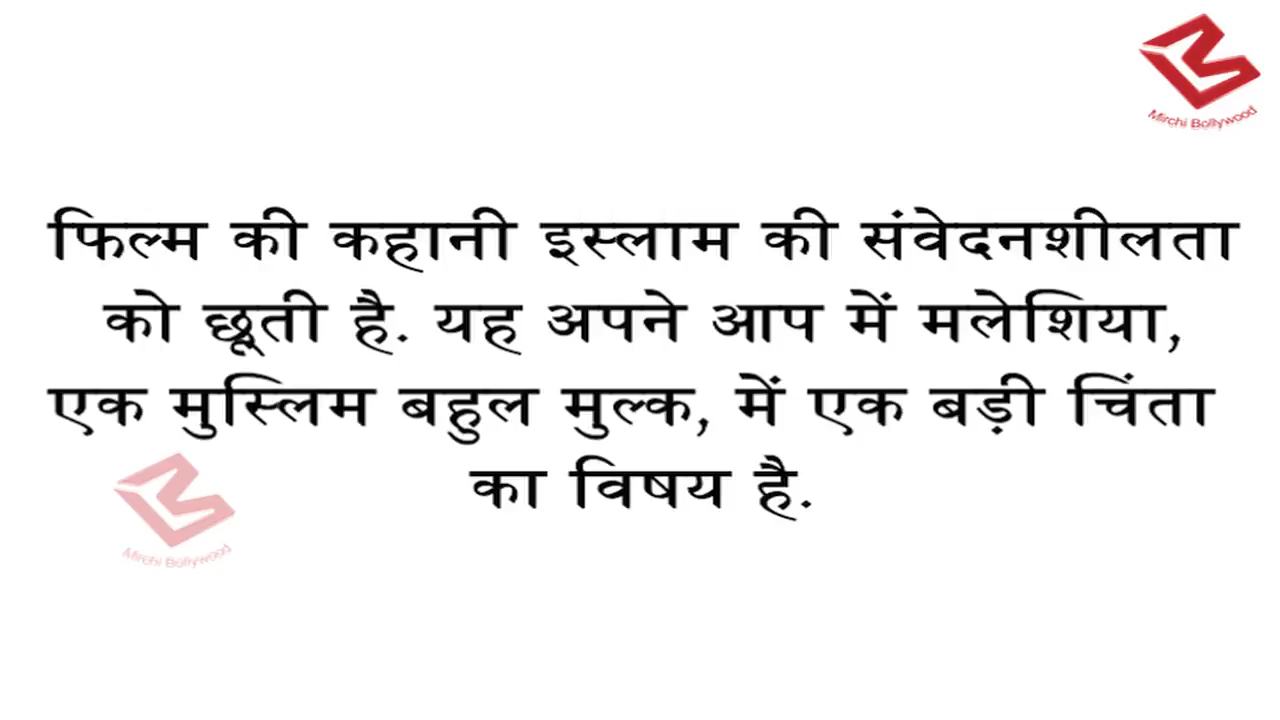 Mirchi Bollywood
फिल्म की कहानी इस्लाम की संवेदनशीलता
को छूती है. यह अपने आप में मलेशिया,
एक मुस्लिम बहुल मुल्क, में एक बड़ी चिंता
का विषय है.
Mirchi Bollywood